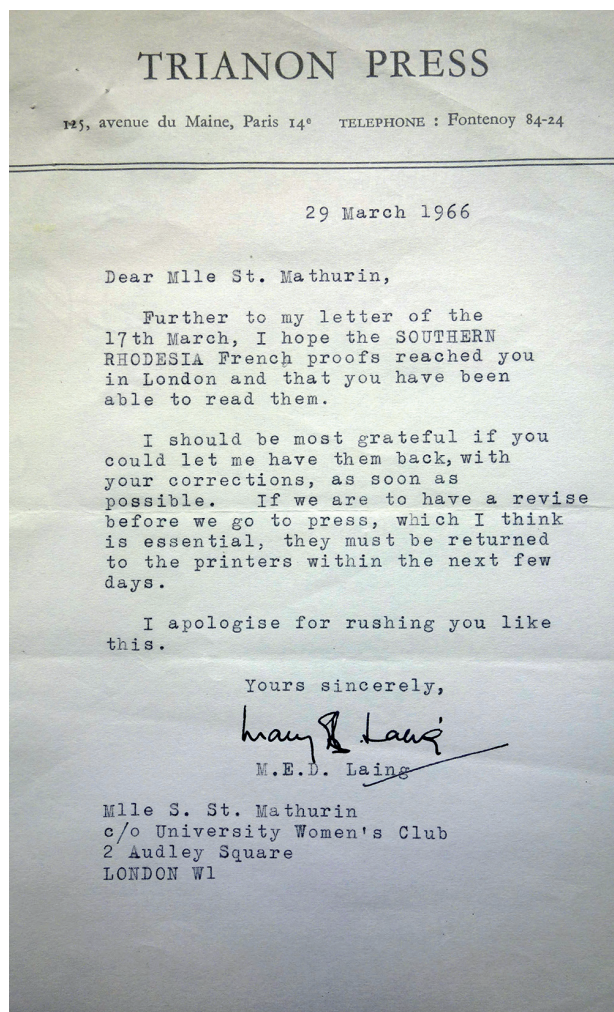 TRIANON PRESS
125, avenue du Maine, Paris 14e TELEPHONE : Fontenoy 84-24
29 March 1966
Dear Mlle St. Mathurin,
Further to my letter of the
17th March, I hope the SOUTHERN
RHODESIA French proofs reached you
in London and that you have been
able to read them.
I should be most grateful if you
could let me have them back, with
your corrections, as soon as
possible. If we are to have a revise
before we go to press, which I think
is essential, they must be returned
to the printers within the next few
days.
I apologise for rushing you like
this.
Yours sincerely,
Mary Laing
M.E.D. Laing
Mlle S. St. Mathurin
c/o University Women's Club
2 Audley Square
LONDON W1